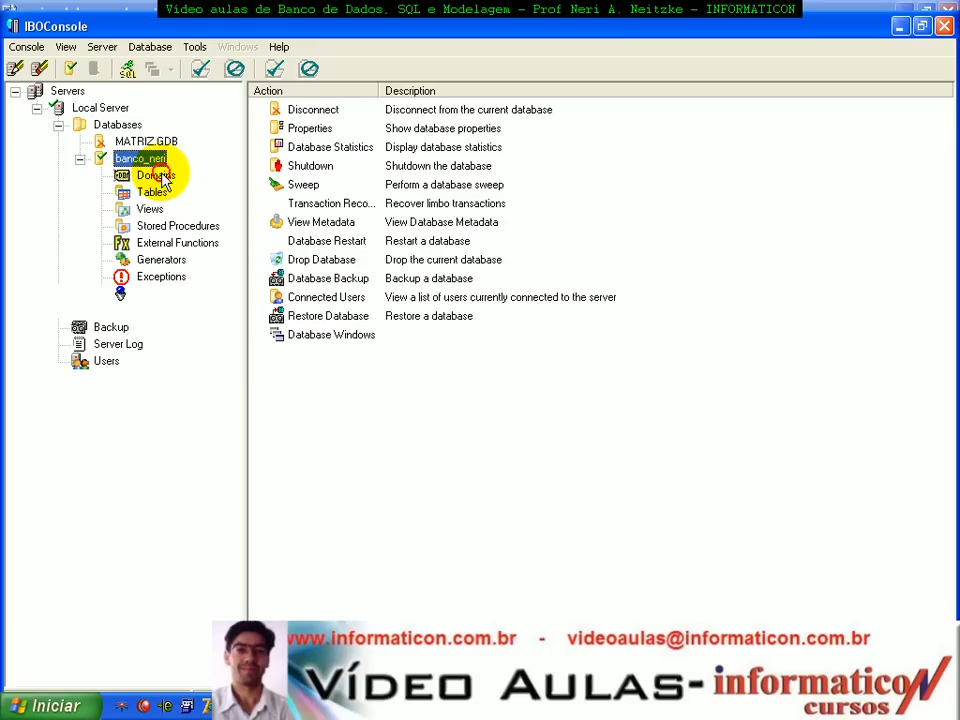 Vídeo aulas de Banco de Dados, SQL e Modelagem - Prof Neri A. Neitzke - INFORMATICON
IBOConsole
Console View Server Database Tools Windows Help
SQL
Servers
Local Server
Databases
MATRIZ.GDB
banco_neri
Domains
Tables
Views
Stored Procedures
External Functions
Generators
Exceptions
Backup
Server Log
Users
Action Description
Disconnect Disconnect from the current database
Properties Show database properties
Database Statistics Display database statistics
Shutdown Shutdown the database
Sweep Perform a database sweep
Transaction Reco... Recover limbo transactions
View Metadata View Database Metadata
Database Restart Restart a database
Drop Database Drop the current database
Database Backup Backup a database
Connected Users View a list of users currently connected to the server
Restore Database Restore a database
Database Windows
www.informaticon.com.br - videoaulas@informaticon.com.br
Vídeo Aulas- informaticon
cursos
Iniciar